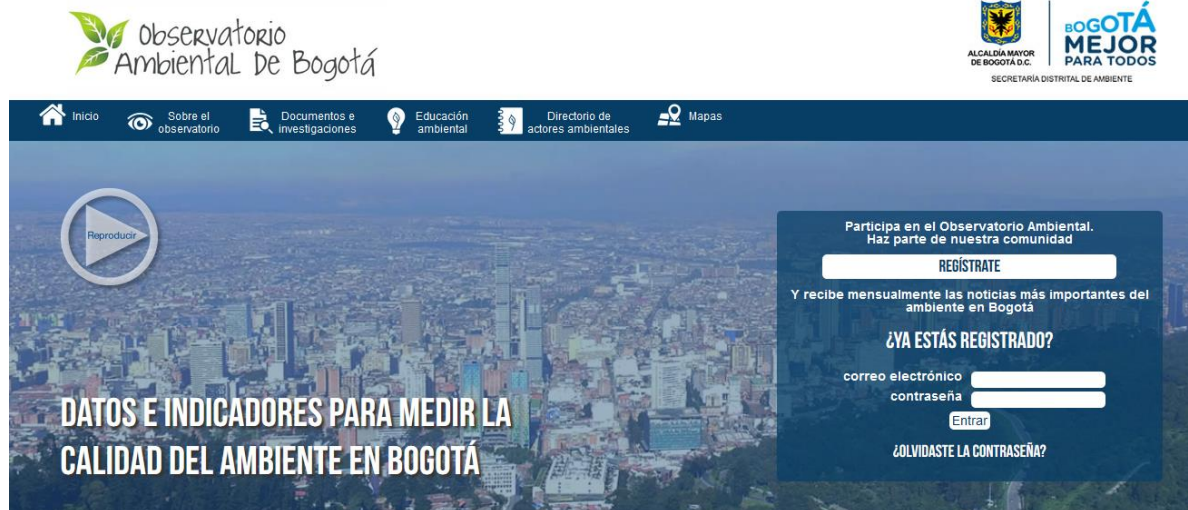 Observatorio
Ambiental De Bogotá
ALCALDÍA MAYOR
DE BOGOTÁ D.C.
BOGOTÁ
MEJOR
PARA TODOS
SECRETARÍA DISTRITAL DE AMBIENTE
Inicio
Sobre el
observatorio
Documentos e
investigaciones
Educación
ambiental
Directorio de
actores ambientales
Mapas
Reproducir
Participa en el Observatorio Ambiental.
Haz parte de nuestra comunidad
REGÍSTRATE
Y recibe mensualmente las noticias más importantes del
ambiente en Bogotá
¿YA ESTÁS REGISTRADO?
correo electrónico
contraseña
Entrar
¿OLVIDASTE LA CONTRASEÑA?
DATOS E INDICADORES PARA MEDIR LA
CALIDAD DEL AMBIENTE EN BOGOTÁ